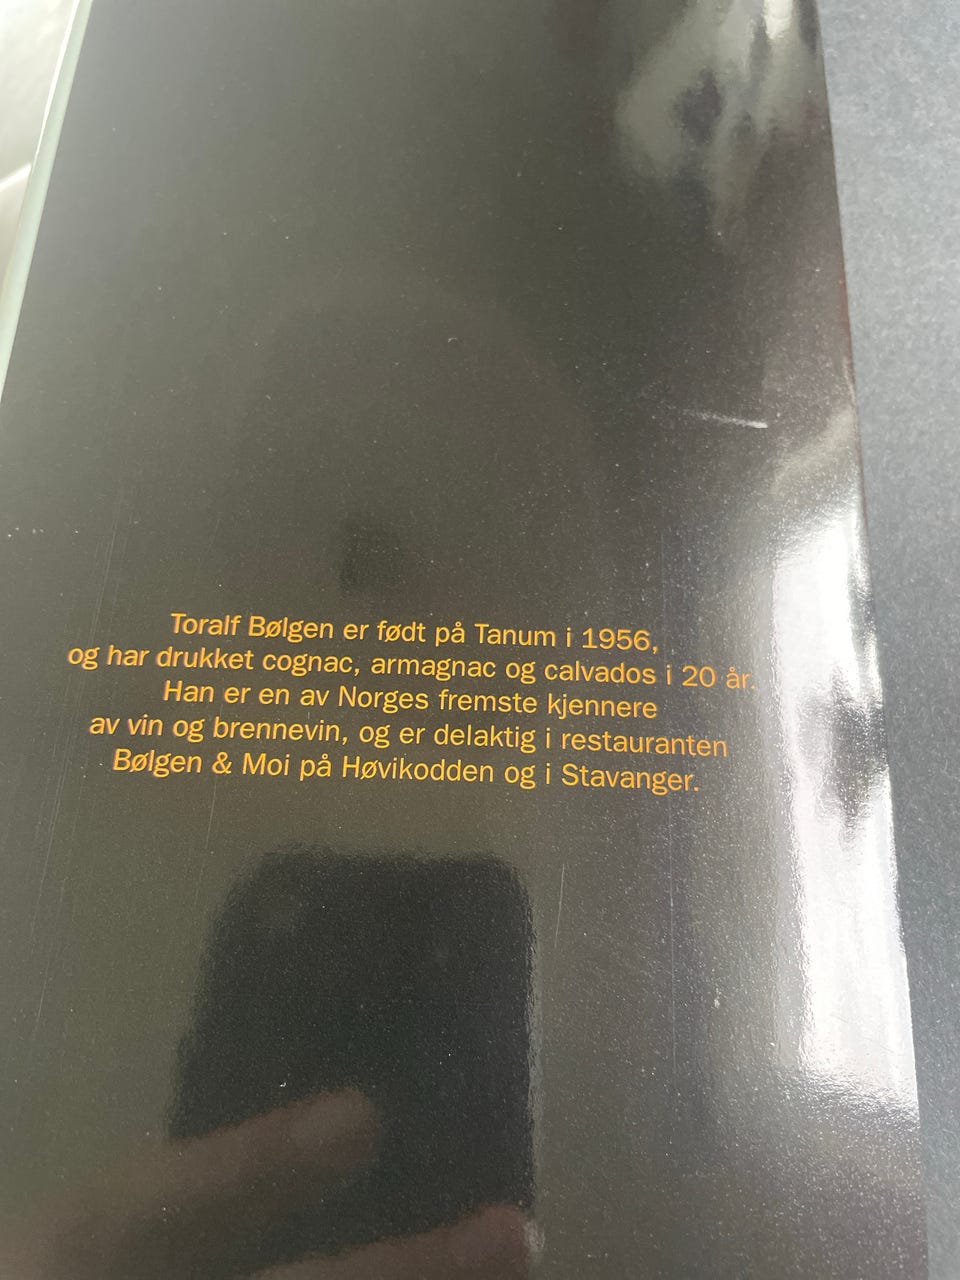 Toralf Bølgen er født på Tanum i 1956,
og har drukket cognac, armagnac og calvados i 20 år.
Han er en av Norges fremste kjennere
av vin og brennevin, og er delaktig i restauranten
Bølgen & Moi på Høvikodden og i Stavanger.